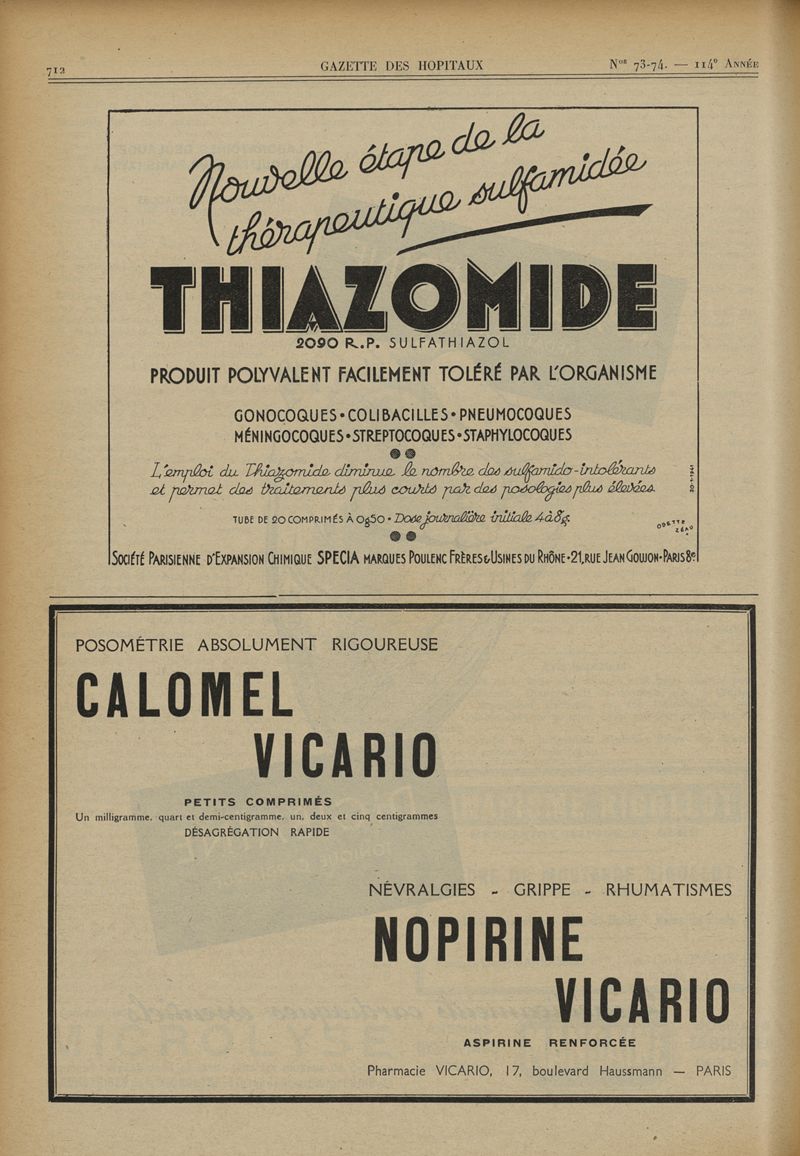 712
GAZETTE DES HOPITAUX
Nos 73-74. — 114e ANNÉE
Nouvelle étape de la
thérapeutique sulfamidée
THIAZOMIDE
2090 R.P. SULFATHIAZOL
PRODUIT POLYVALENT FACILEMENT TOLÉRÉ PAR L'ORGANISME
GONOCOQUES • COLIBACILLES • PNEUMOCOQUES
MÉNINGOCOQUES • STREPTOCOQUES • STAPHYLOCOQUES
L'emploi du Thiazomide diminue le nombre des sulfamido-intolérants
et permet des traitements plus courts par des posologies plus élevées.
TUBE DE 20 COMPRIMÉS À 0g50 • Dose journalière initiale 4 à 8g.
ODETTE
ZÉAU
SOCIÉTÉ PARISIENNE D'EXPANSION CHIMIQUE SPECIA MARQUES POULENC FRÈRES & USINES DU RHÔNE • 21, RUE JEAN GOUJON • PARIS 8e
POSOMÉTRIE ABSOLUMENT RIGOUREUSE
CALOMEL
VICARIO
PETITS COMPRIMÉS
Un milligramme, quart et demi-centigramme, un, deux et cinq centigrammes
DÉSAGRÉGATION RAPIDE
NÉVRALGIES - GRIPPE - RHUMATISMES
NOPIRINE
VICARIO
ASPIRINE RENFORCÉE
Pharmacie VICARIO, 17, boulevard Haussmann — PARIS